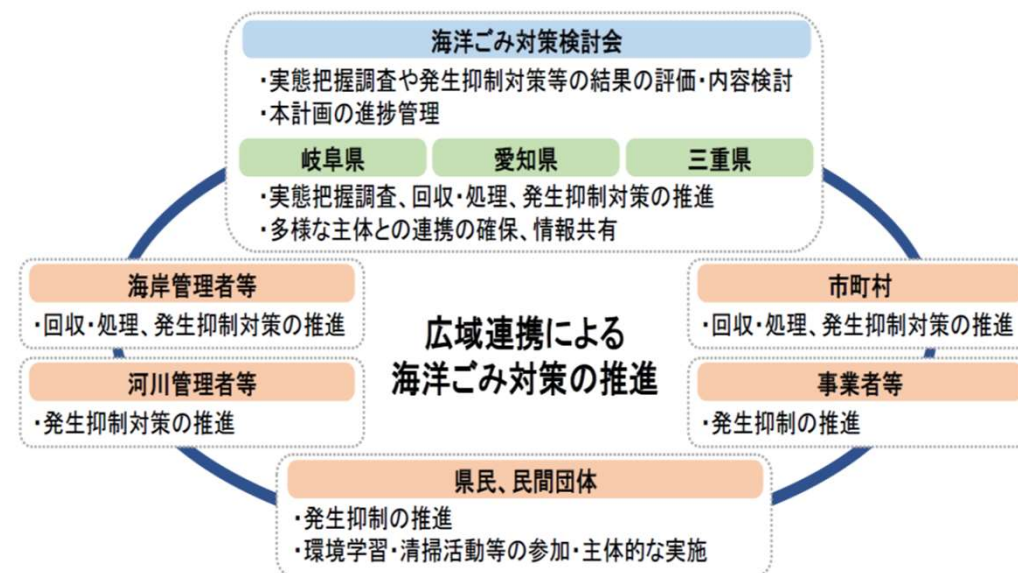 海洋ごみ対策検討会
・実態把握調査や発生抑制対策等の結果の評価・内容検討
・本計画の進捗管理
岐阜県 愛知県 三重県
・実態把握調査、回収・処理、発生抑制対策の推進
・多様な主体との連携の確保、情報共有
海岸管理者等
・回収・処理、発生抑制対策の推進
河川管理者等
・発生抑制対策の推進
広域連携による
海洋ごみ対策の推進
市町村
・回収・処理、発生抑制対策の推進
事業者等
・発生抑制の推進
県民、民間団体
・発生抑制の推進
・環境学習・清掃活動等の参加・主体的な実施